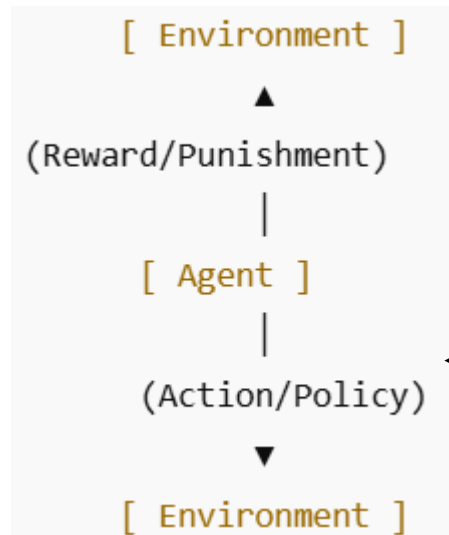 [ Environment ]
▲
(Reward/Punishment)
|
[ Agent ]
|
(Action/Policy)
▼
[ Environment ]